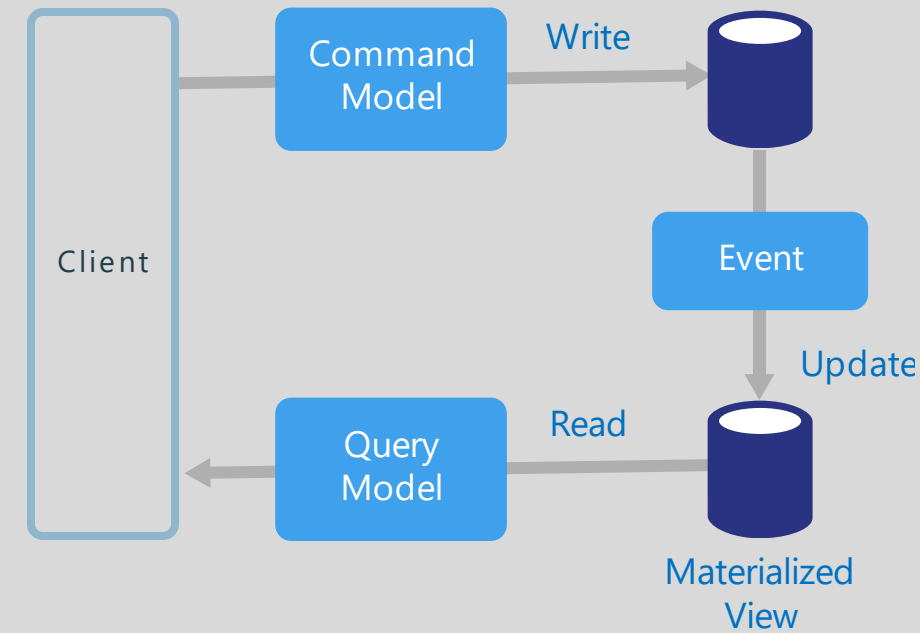 Command
Model
Write
Client
Event
Update
Query
Model
Read
Materialized
View